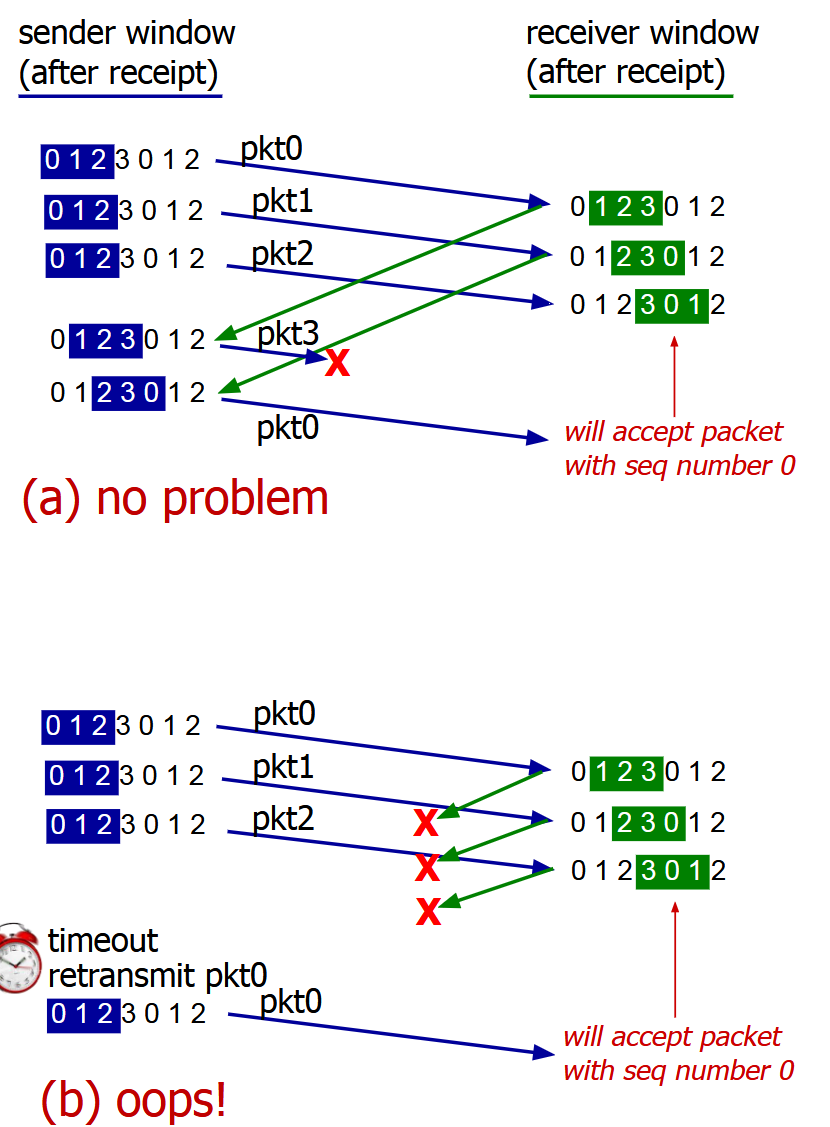 sender window
(after receipt)
receiver window
(after receipt)
0 1 2 3 0 1 2
pkt0
0 1 2 3 0 1 2
0 1 2 3 0 1 2
pkt1
0 1 2 3 0 1 2
0 1 2 3 0 1 2
pkt2
0 1 2 3 0 1 2
0 1 2 3 0 1 2
pkt3
X
0 1 2 3 0 1 2
pkt0
will accept packet
with seq number 0
(a) no problem
0 1 2 3 0 1 2
pkt0
0 1 2 3 0 1 2
0 1 2 3 0 1 2
pkt1
0 1 2 3 0 1 2
pkt2
X
0 1 2 3 0 1 2
X
0 1 2 3 0 1 2
X
timeout
retransmit pkt0
0 1 2 3 0 1 2
pkt0
will accept packet
with seq number 0
(b) oops!